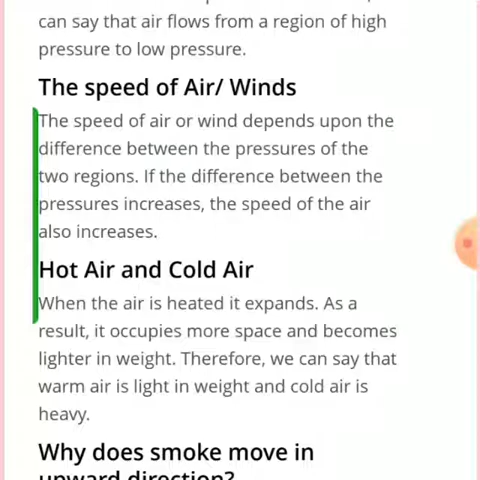 can say that air flows from a region of high
pressure to low pressure.
The speed of Air/ Winds
The speed of air or wind depends upon the
difference between the pressures of the
two regions. If the difference between the
pressures increases, the speed of the air
also increases.
Hot Air and Cold Air
When the air is heated it expands. As a
result, it occupies more space and becomes
lighter in weight. Therefore, we can say that
warm air is light in weight and cold air is
heavy.
Why does smoke move in
upward direction?